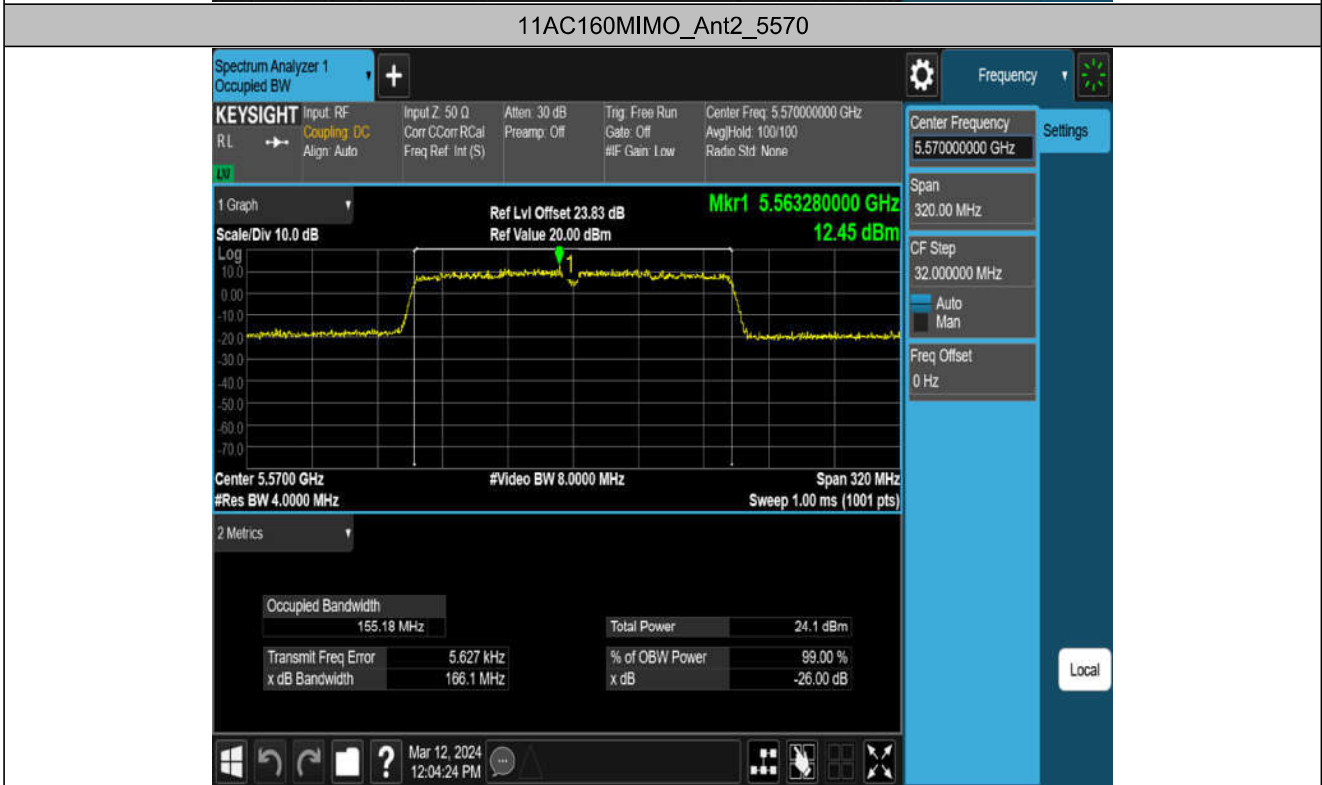 11AC160MIMO_Ant2_5570
Spectrum Analyzer 1
Occupied BW
+
Frequency
KEYSIGHT
RL
LXI
Input: RF
Coupling: DC
Align: Auto
Input Z: 50 Ω
Corr CCorr RCal
Freq Ref: Int (S)
Atten: 30 dB
Preamp: Off
Trig: Free Run
Gate: Off
#IF Gain: Low
Center Freq: 5.570000000 GHz
Avg|Hold: 100/100
Radio Std: None
Center Frequency
5.570000000 GHz
Settings
Span
320.00 MHz
CF Step
32.000000 MHz
Auto
Man
Freq Offset
0 Hz
1 Graph
Scale/Div 10.0 dB
Ref Lvl Offset 23.83 dB
Ref Value 20.00 dBm
Mkr1 5.563280000 GHz
12.45 dBm
Log
10.0
0.00
-10.0
-20.0
-30.0
-40.0
-50.0
-60.0
-70.0
1
Center 5.5700 GHz
#Video BW 8.0000 MHz
Span 320 MHz
#Res BW 4.0000 MHz
Sweep 1.00 ms (1001 pts)
2 Metrics
Occupied Bandwidth
155.18 MHz
Total Power 24.1 dBm
Transmit Freq Error 5.627 kHz
% of OBW Power 99.00 %
x dB Bandwidth 166.1 MHz
x dB -26.00 dB
Local
?
Mar 12, 2024
12:04:24 PM